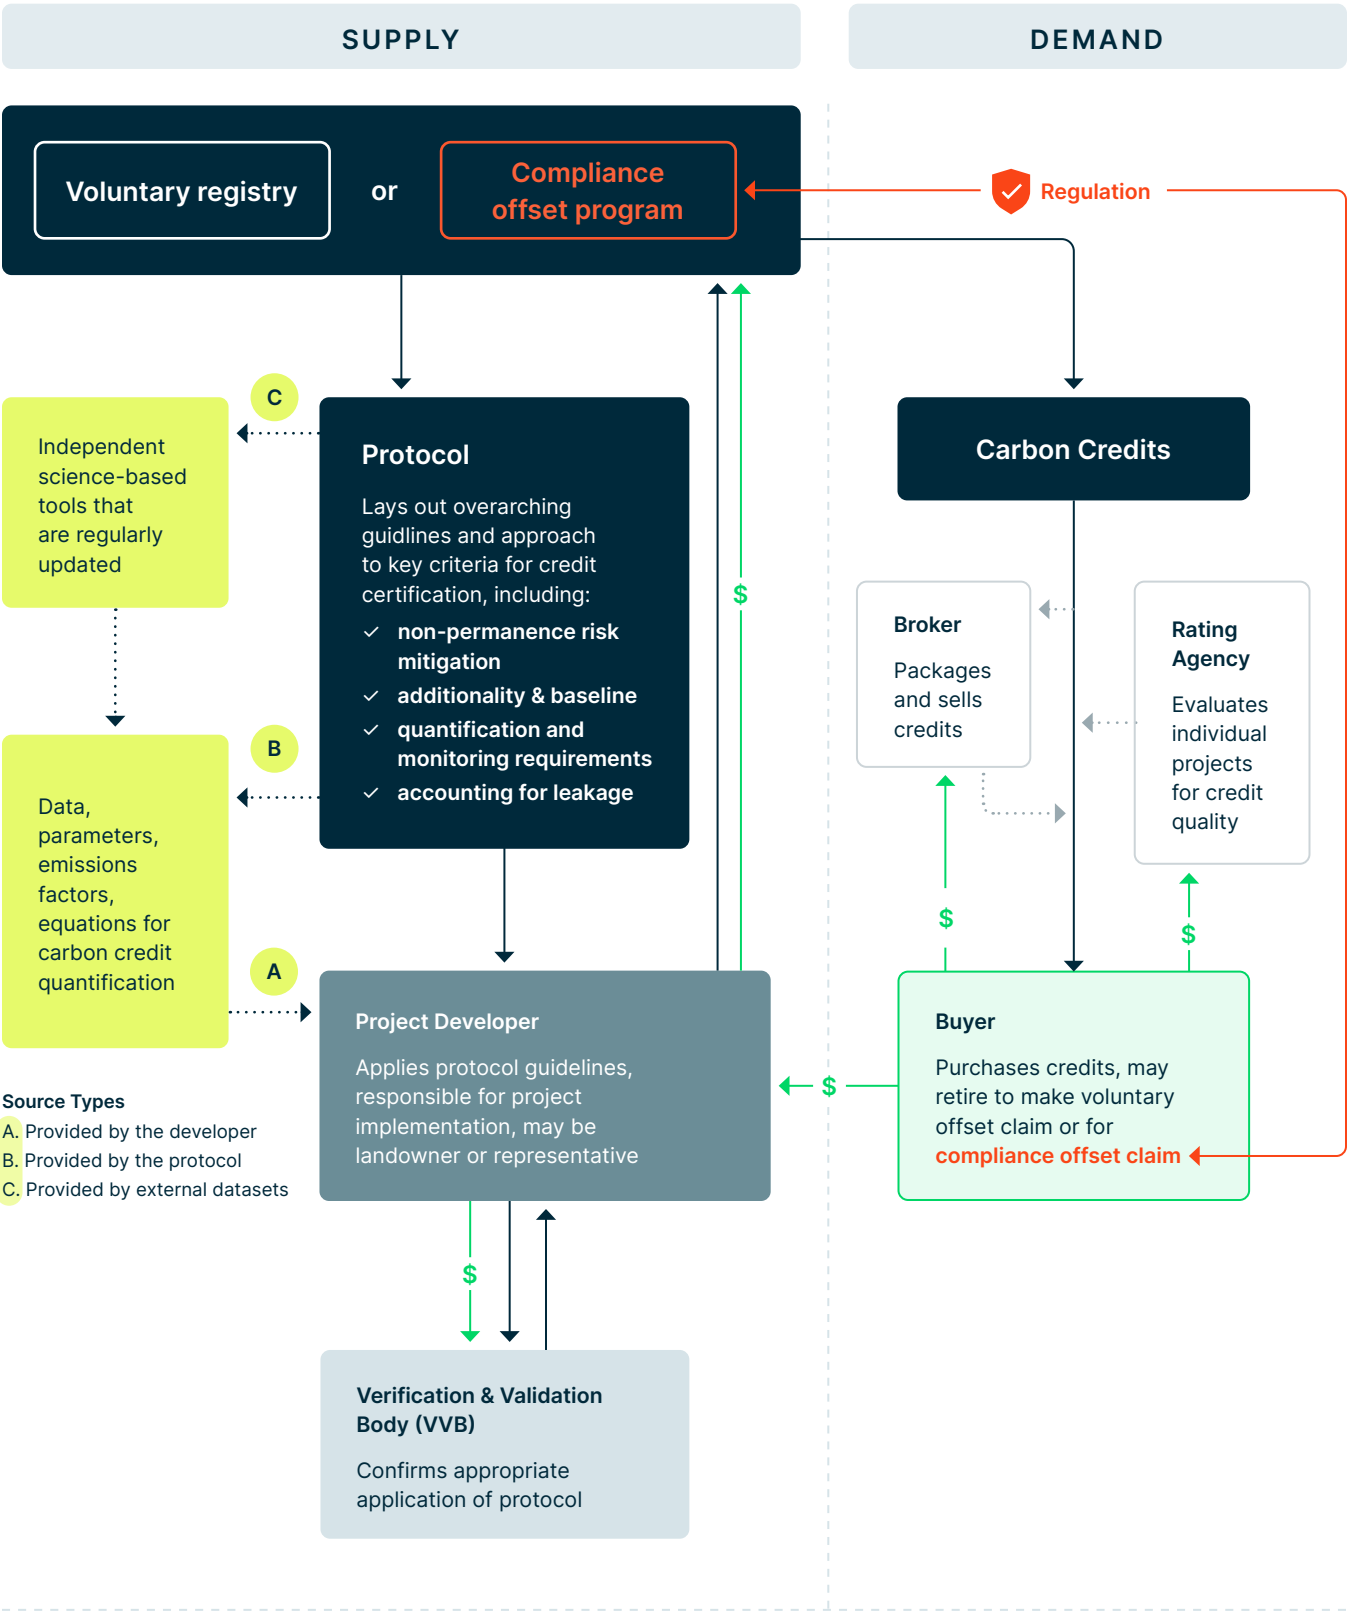 SUPPLY
DEMAND
Voluntary registry
or
Compliance
offset program
Regulation
C
Independent
science-based
tools that
are regularly
updated
Protocol
Lays out overarching
guidlines and approach
to key criteria for credit
certification, including:
non-permanence risk
mitigation
additionality & baseline
quantification and
monitoring requirements
accounting for leakage
$
Carbon Credits
Broker
Packages
and sells
credits
Rating
Agency
Evaluates
individual
projects
for credit
quality
B
Data,
parameters,
emissions
factors,
equations for
carbon credit
quantification
A
$
$
Project Developer
Applies protocol guidelines,
responsible for project
implementation, may be
landowner or representative
$
Buyer
Purchases credits, may
retire to make voluntary
offset claim or for
compliance offset claim
Source Types
A. Provided by the developer
B. Provided by the protocol
C. Provided by external datasets
$
Verification & Validation
Body (VVB)
Confirms appropriate
application of protocol